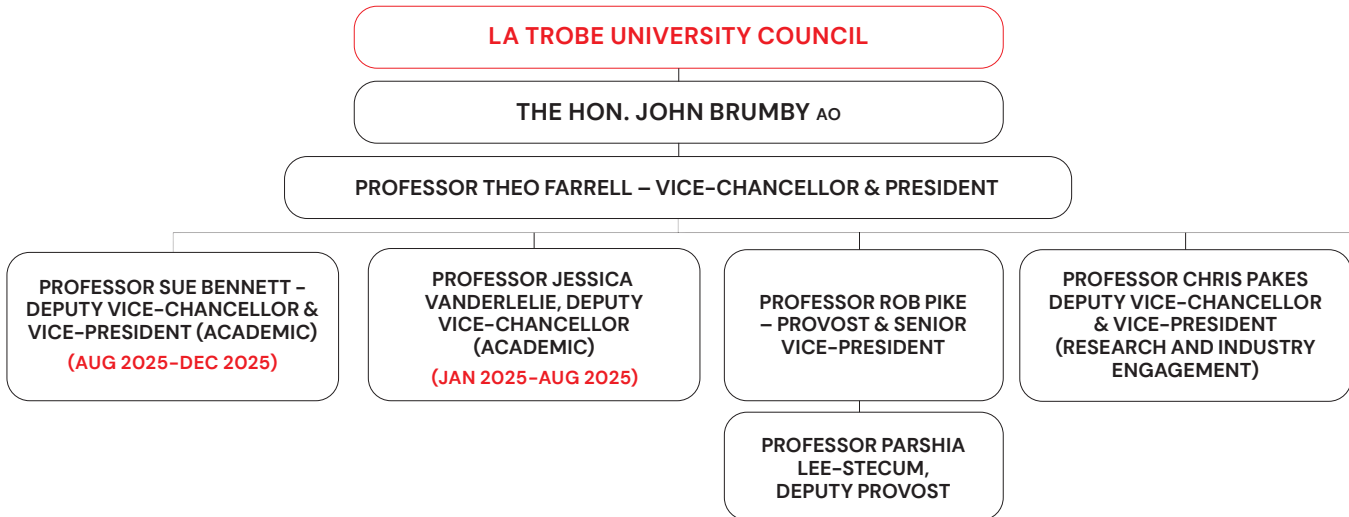 LA TROBE UNIVERSITY COUNCIL
THE HON. JOHN BRUMBY AO
PROFESSOR THEO FARRELL – VICE-CHANCELLOR & PRESIDENT
PROFESSOR SUE BENNETT –
DEPUTY VICE-CHANCELLOR &
VICE-PRESIDENT (ACADEMIC)
(AUG 2025-DEC 2025)
PROFESSOR JESSICA
VANDERLELIE, DEPUTY
VICE-CHANCELLOR
(ACADEMIC)
(JAN 2025-AUG 2025)
PROFESSOR ROB PIKE
– PROVOST & SENIOR
VICE-PRESIDENT
PROFESSOR CHRIS PAKES
DEPUTY VICE-CHANCELLOR
& VICE-PRESIDENT
(RESEARCH AND INDUSTRY
ENGAGEMENT)
PROFESSOR PARSHIA
LEE-STECUM,
DEPUTY PROVOST